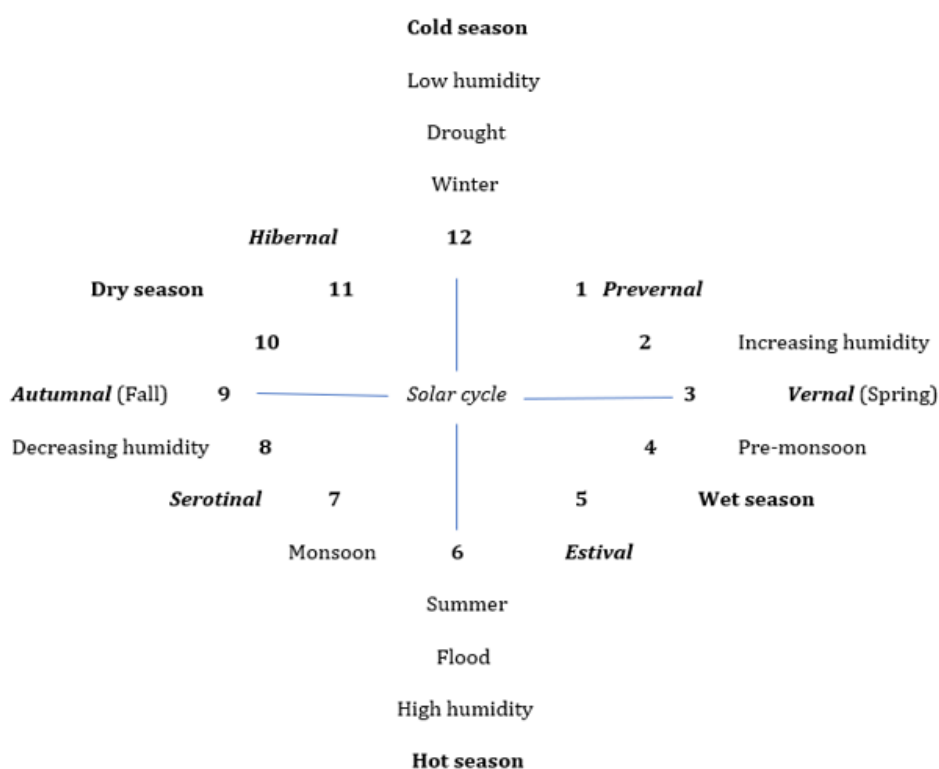 Cold season
Low humidity
Drought
Winter
Hibernal 12
Dry season 11 1 Prevernal
10 2 Increasing humidity
Autumnal (Fall) 9 Solar cycle 3 Vernal (Spring)
Decreasing humidity 8 4 Pre-monsoon
Serotinal 7 5 Wet season
Monsoon 6 Estival
Summer
Flood
High humidity
Hot season